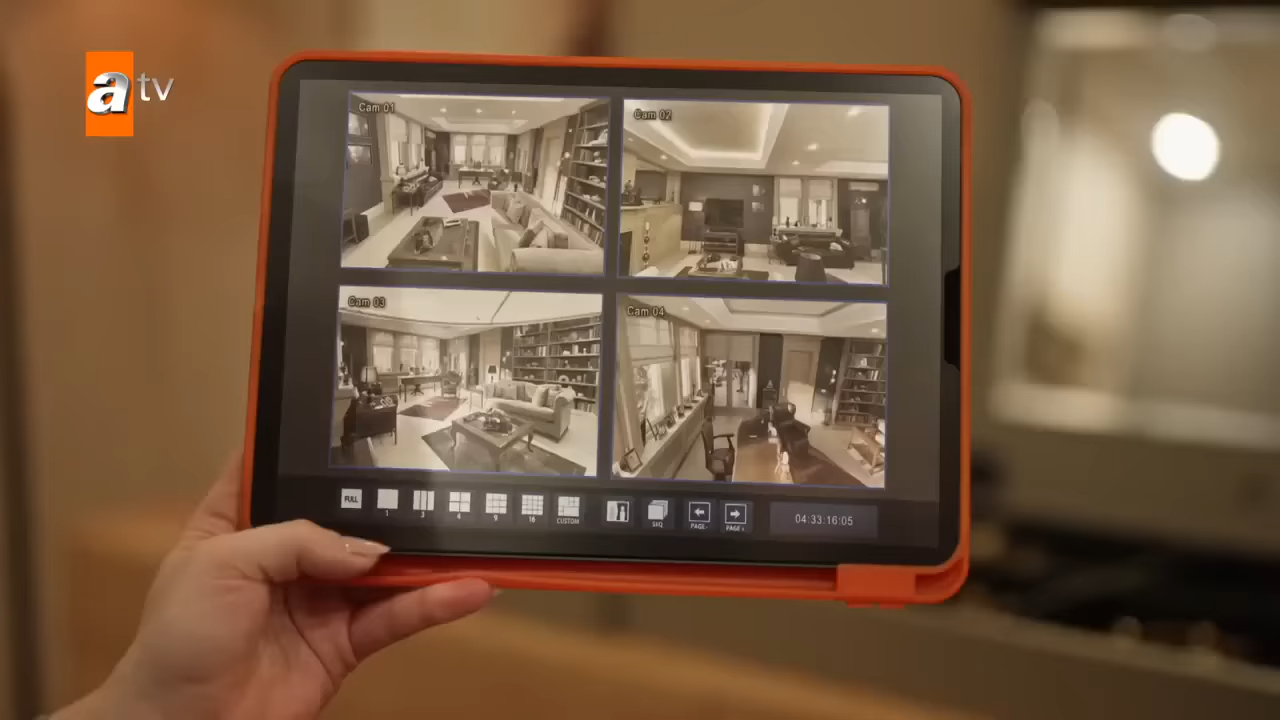 atv
Cam 01
Cam 02
Cam 03
Cam 04
FULL
1
3
4
9
16
CUSTOM
SEQ
PAGE-
PAGE+
04:33:16:05